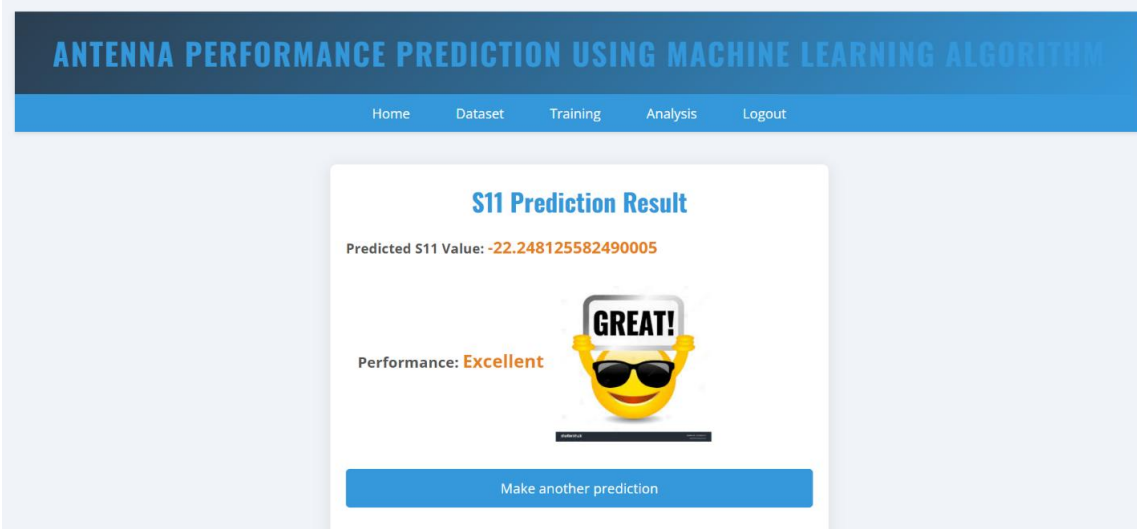 ANTENNA PERFORMANCE PREDICTION USING MACHINE LEARNING ALGORITHM
Home Dataset Training Analysis Logout
S11 Prediction Result
Predicted S11 Value: -22.248125582490005
GREAT!
Performance: Excellent
Make another prediction